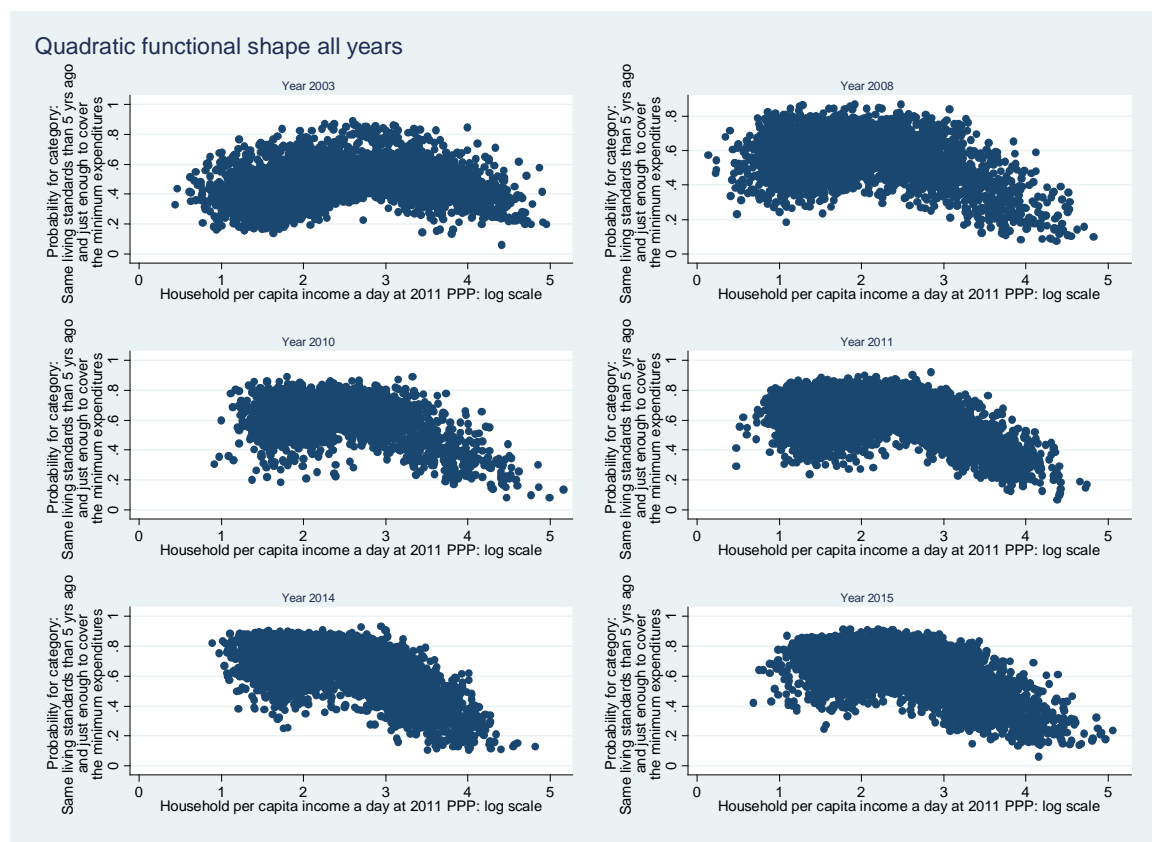 Quadratic functional shape all years
Year 2003
Probability for category:
Same living standards than 5 yrs ago
and just enough to cover
the minimum expenditures
1
.8
.6
.4
.2
0
0 1 2 3 4 5
Household per capita income a day at 2011 PPP: log scale
Year 2008
Probability for category:
Same living standards than 5 yrs ago
and just enough to cover
the minimum expenditures
.8
.6
.4
.2
0
0 1 2 3 4 5
Household per capita income a day at 2011 PPP: log scale
Year 2010
Probability for category:
Same living standards than 5 yrs ago
and just enough to cover
the minimum expenditures
1
.8
.6
.4
.2
0
0 1 2 3 4 5
Household per capita income a day at 2011 PPP: log scale
Year 2011
Probability for category:
Same living standards than 5 yrs ago
and just enough to cover
the minimum expenditures
1
.8
.6
.4
.2
0
0 1 2 3 4 5
Household per capita income a day at 2011 PPP: log scale
Year 2014
Probability for category:
Same living standards than 5 yrs ago
and just enough to cover
the minimum expenditures
1
.8
.6
.4
.2
0
0 1 2 3 4 5
Household per capita income a day at 2011 PPP: log scale
Year 2015
Probability for category:
Same living standards than 5 yrs ago
and just enough to cover
the minimum expenditures
1
.8
.6
.4
.2
0
0 1 2 3 4 5
Household per capita income a day at 2011 PPP: log scale